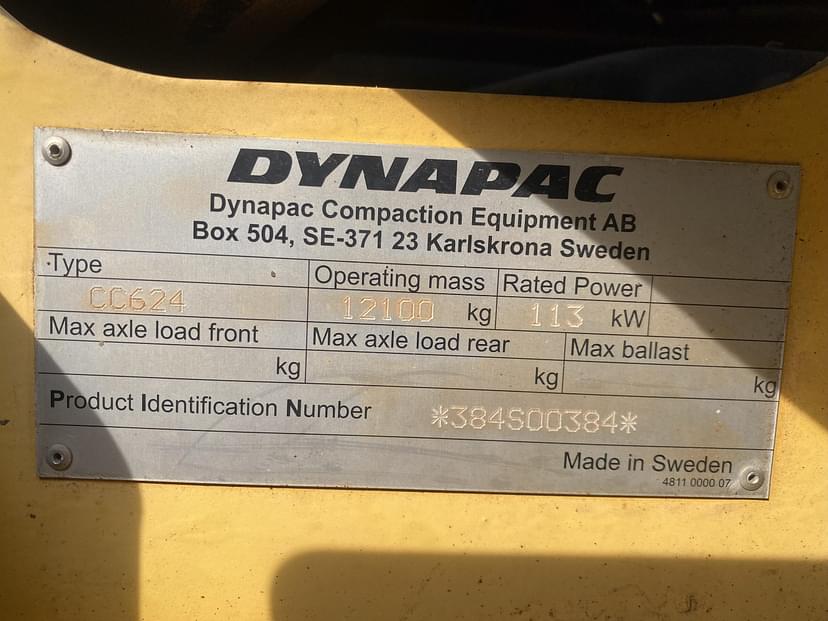 DYNAPAC
Dynapac Compaction Equipment AB
Box 504, SE-371 23 Karlskrona Sweden
Type Operating mass Rated Power
CC624 12100 kg 113 kW
Max axle load front Max axle load rear Max ballast
kg kg kg
Product Identification Number *384S00384*
Made in Sweden
4811 0000 07